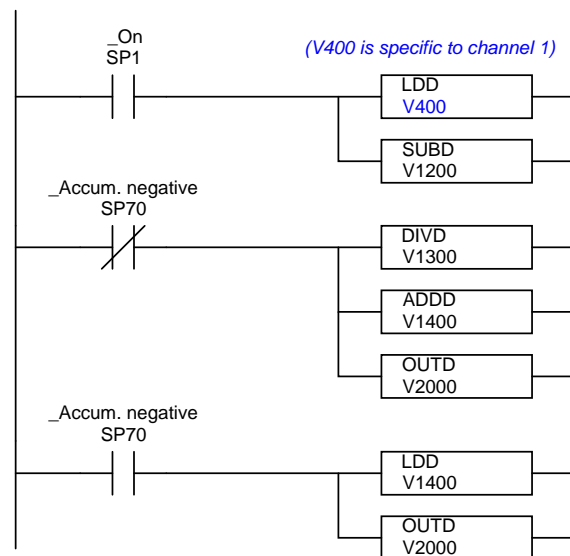 _On
SP1
(V400 is specific to channel 1)
LDD
V400
SUBD
V1200
_Accum. negative
SP70
DIVD
V1300
ADDD
V1400
OUTD
V2000
_Accum. negative
SP70
LDD
V1400
OUTD
V2000